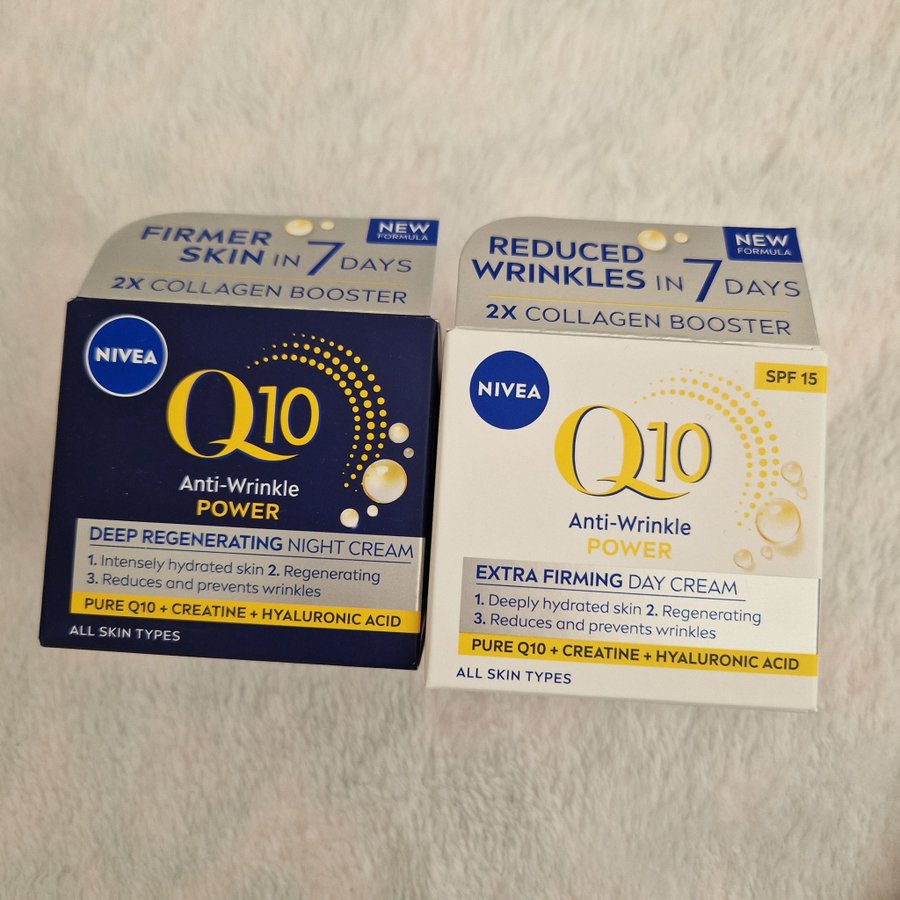 FIRMER
SKIN IN 7 DAYS
NEW
FORMULA
2X COLLAGEN BOOSTER
NIVEA
Q10
Anti-Wrinkle
POWER
DEEP REGENERATING NIGHT CREAM
1. Intensely hydrated skin 2. Regenerating
3. Reduces and prevents wrinkles
PURE Q10 + CREATINE + HYALURONIC ACID
ALL SKIN TYPES
REDUCED
WRINKLES IN 7 DAYS
NEW
FORMULA
2X COLLAGEN BOOSTER
NIVEA
SPF 15
Q10
Anti-Wrinkle
POWER
EXTRA FIRMING DAY CREAM
1. Deeply hydrated skin 2. Regenerating
3. Reduces and prevents wrinkles
PURE Q10 + CREATINE + HYALURONIC ACID
ALL SKIN TYPES